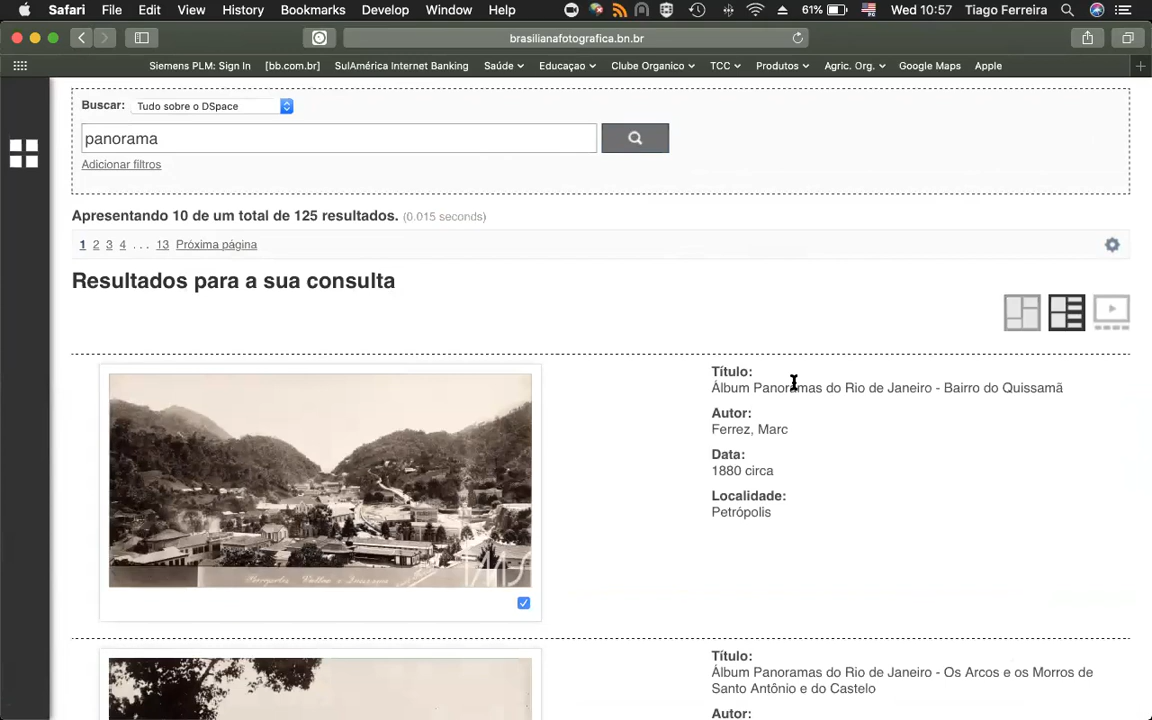 Safari File Edit View History Bookmarks Develop Window Help 61% Wed 10:57 Tiago Ferreira
brasilianafotografica.bn.br
Siemens PLM: Sign In [bb.com.br] SulAmérica Internet Banking Saúde Educaçao Clube Organico TCC Produtos Agric. Org. Google Maps Apple
Buscar: Tudo sobre o DSpace
panorama
Adicionar filtros
Apresentando 10 de um total de 125 resultados. (0.015 seconds)
1 2 3 4 . . . 13 Próxima página
Resultados para a sua consulta
Título:
Álbum Panoramas do Rio de Janeiro - Bairro do Quissamã
Autor:
Ferrez, Marc
Data:
1880 circa
Localidade:
Petrópolis
Título:
Álbum Panoramas do Rio de Janeiro - Os Arcos e os Morros de
Santo Antônio e do Castelo
Autor: